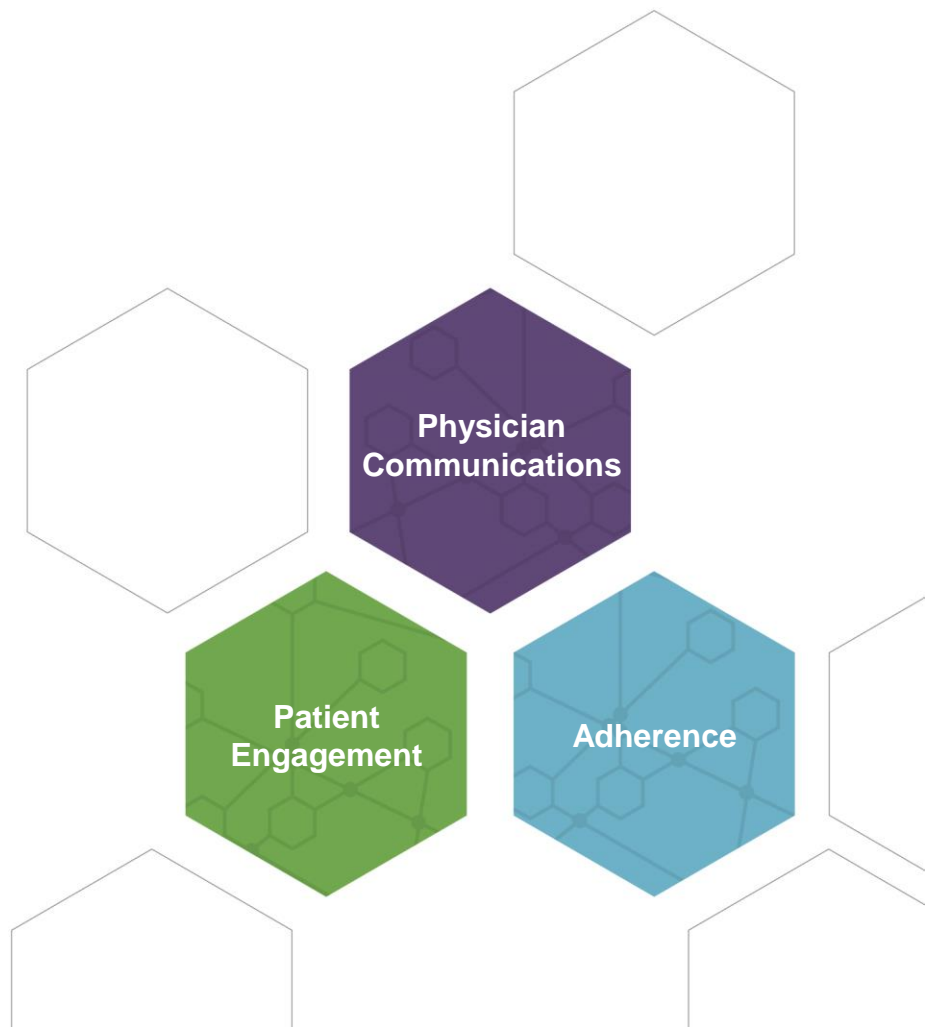 Physician
Communications
Patient
Engagement
Adherence